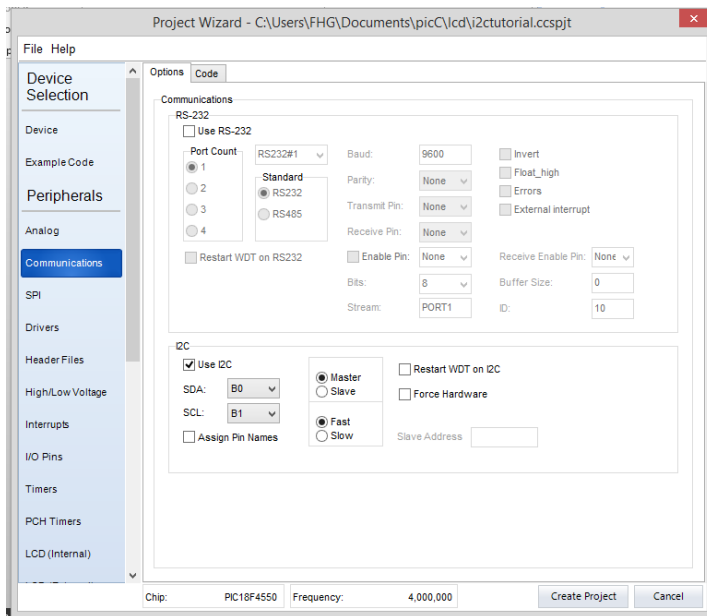 Project Wizard - C:\Users\FHG\Documents\picC\lcd\i2ctutorial.ccspjt
File Help
Device Selection
Device
Example Code
Peripherals
Analog
Communications
SPI
Drivers
Header Files
High/Low Voltage
Interrupts
I/O Pins
Timers
PCH Timers
LCD (Internal)
Options Code
Communications
RS-232
Use RS-232
Port Count
1
2
3
4
RS232#1
Standard
RS232
RS485
Restart WDT on RS232
Baud: 9600
Parity: None
Transmit Pin: None
Receive Pin: None
Enable Pin: None
Bits: 8
Stream: PORT1
Invert
Float_high
Errors
External interrupt
Receive Enable Pin: None
Buffer Size: 0
ID: 10
I2C
Use I2C
SDA: B0
SCL: B1
Assign Pin Names
Master
Slave
Fast
Slow
Restart WDT on I2C
Force Hardware
Slave Address
Chip: PIC18F4550 Frequency: 4,000,000 Create Project Cancel